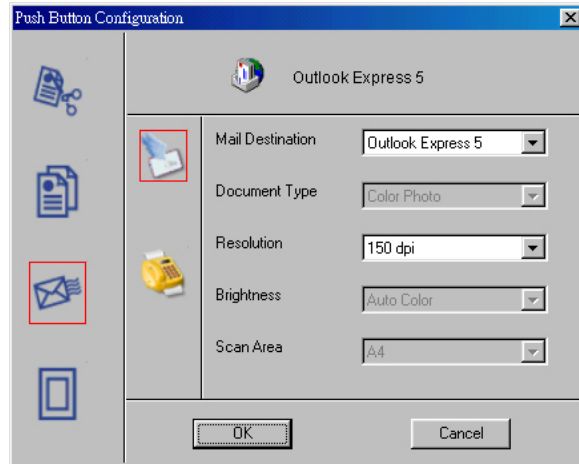 Push Button Configuration
Outlook Express 5
Mail Destination Outlook Express 5
Document Type Color Photo
Resolution 150 dpi
Brightness Auto Color
Scan Area A4
OK Cancel